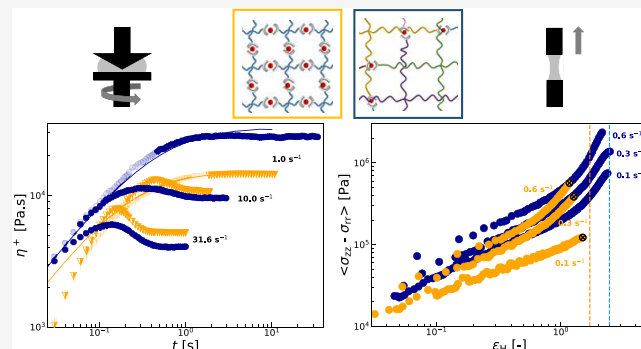 η⁺ [Pa.s]
10⁴
10³
1.0 s⁻¹
10.0 s⁻¹
31.6 s⁻¹
10⁻¹
10⁰
10¹
t [s]
<σzz - σrr> [Pa]
10⁶
10⁵
10⁴
0.6 s⁻¹
0.3 s⁻¹
0.1 s⁻¹
0.6 s⁻¹
0.3 s⁻¹
0.1 s⁻¹
10⁻¹
10⁰
εH [-]